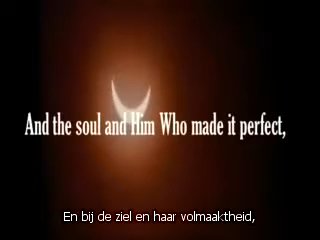 And the soul and Him Who made it perfect,
En bij de ziel en haar volmaaktheid,